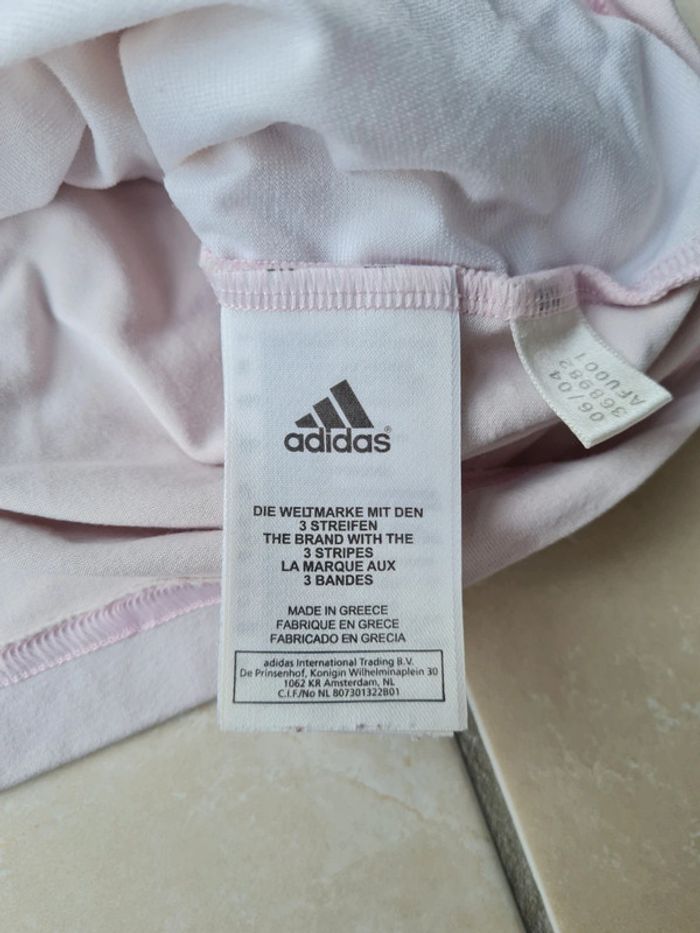 adidas®
DIE WELTMARKE MIT DEN
3 STREIFEN
THE BRAND WITH THE
3 STRIPES
LA MARQUE AUX
3 BANDES
MADE IN GREECE
FABRIQUE EN GRECE
FABRICADO EN GRECIA
adidas International Trading B.V.
De Prinsenhof, Konigin Wilhelminaplein 30
1062 KR Amsterdam, NL
C.I.F./No NL 807301322B01
06/04
368982
AFU001